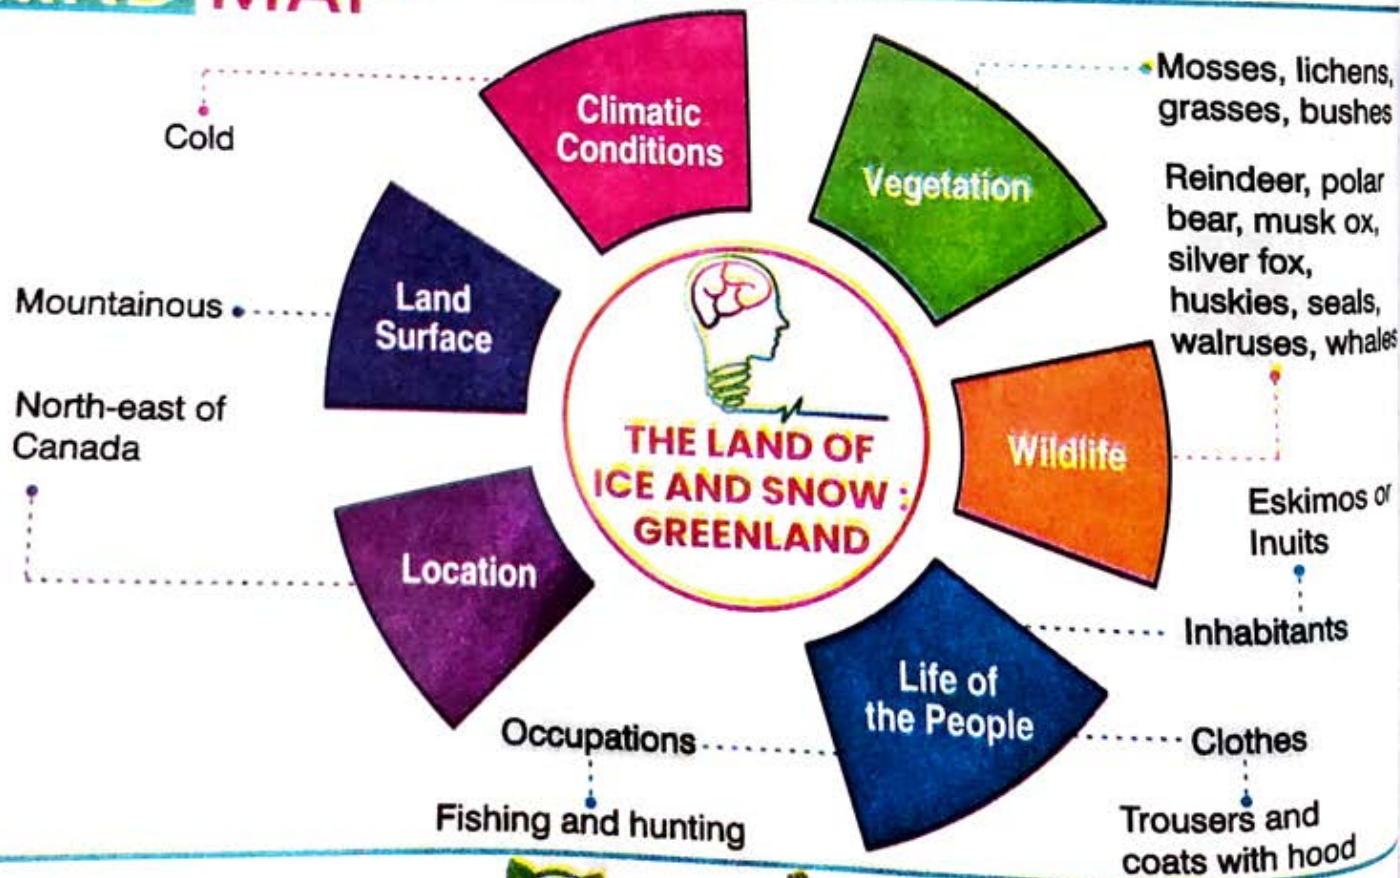 MIND MAP
Climatic
Conditions
Cold
Vegetation
Mosses, lichens,
grasses, bushes
Reindeer, polar
bear, musk ox,
silver fox,
huskies, seals,
walruses, whales
Wildlife
Land
Surface
Mountainous
North-east of
Canada
Location
THE LAND OF
ICE AND SNOW :
GREENLAND
Life of
the People
Inhabitants
Eskimos or
Inuits
Clothes
Trousers and
coats with hood
Occupations
Fishing and hunting